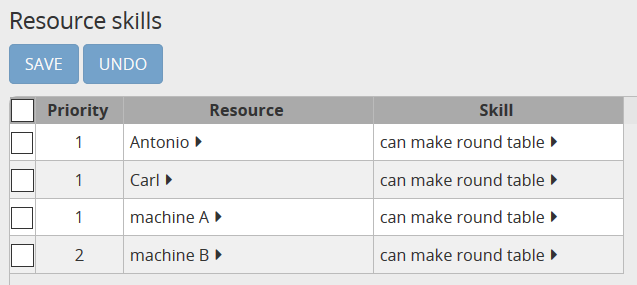 Resource skills
SAVE UNDO
Priority Resource Skill
1 Antonio can make round table
1 Carl can make round table
1 machine A can make round table
2 machine B can make round table